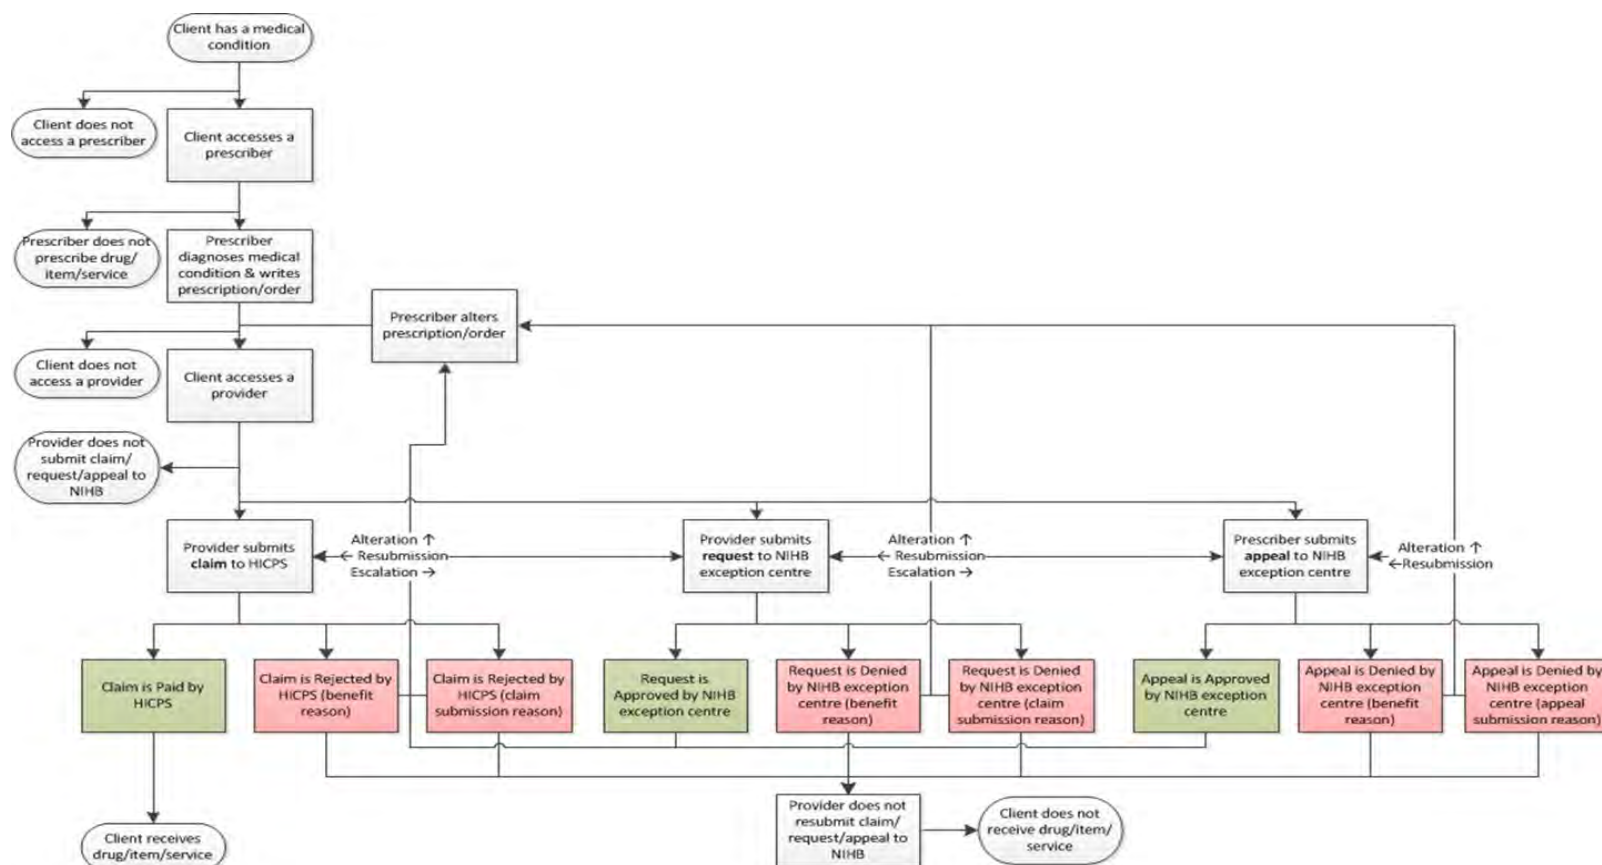 Client has a medical
condition
Client does not
access a prescriber
Client accesses a
prescriber
Prescriber does not
prescribe drug/
item/service
Prescriber
diagnoses medical
condition & writes
prescription/order
Prescriber alters
prescription/order
Client does not
access a provider
Client accesses a
provider
Provider does not
submit claim/
request/appeal to
NIHB
Provider submits
claim to HICPS
Alteration ↑
← Resubmission
Escalation →
Provider submits
request to NIHB
exception centre
Alteration ↑
← Resubmission
Escalation →
Prescriber submits
appeal to NIHB
exception centre
Alteration ↑
←Resubmission
Claim is Paid by
HICPS
Claim is Rejected by
HICPS (benefit
reason)
Claim is Rejected by
HICPS (claim
submission reason)
Request is
Approved by NIHB
exception centre
Request is Denied
by NIHB exception
centre (benefit
reason)
Request is Denied
by NIHB exception
centre (claim
submission reason)
Appeal is Approved
by NIHB exception
centre
Appeal is Denied by
NIHB exception
centre (benefit
reason)
Appeal is Denied by
NIHB exception
centre (appeal
submission reason)
Client receives
drug/item/service
Provider does not
resubmit claim/
request/appeal to
NIHB
Client does not
receive drug/item/
service